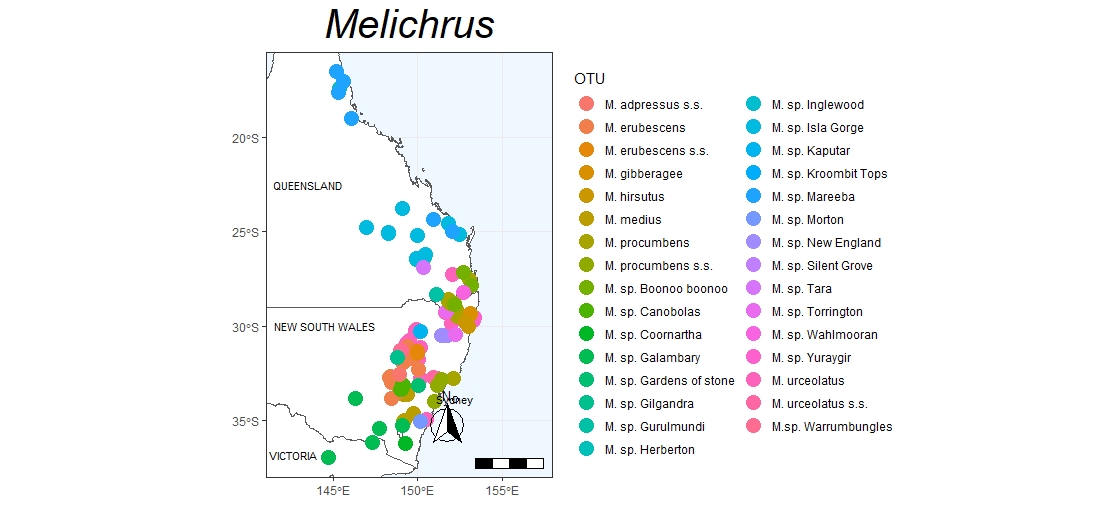 Melichrus
20°S
25°S
30°S
35°S
145°E
150°E
155°E
QUEENSLAND
NEW SOUTH WALES
VICTORIA
Sydney
N
OTU
M. adpressus s.s.
M. erubescens
M. erubescens s.s.
M. gibberagee
M. hirsutus
M. medius
M. procumbens
M. procumbens s.s.
M. sp. Boonoo boonoo
M. sp. Canobolas
M. sp. Coornartha
M. sp. Galambary
M. sp. Gardens of stone
M. sp. Gilgandra
M. sp. Gurulmundi
M. sp. Herberton
M. sp. Inglewood
M. sp. Isla Gorge
M. sp. Kaputar
M. sp. Kroombit Tops
M. sp. Mareeba
M. sp. Morton
M. sp. New England
M. sp. Silent Grove
M. sp. Tara
M. sp. Torrington
M. sp. Wahlmooran
M. sp. Yuraygir
M. urceolatus
M. urceolatus s.s.
M.sp. Warrumbungles